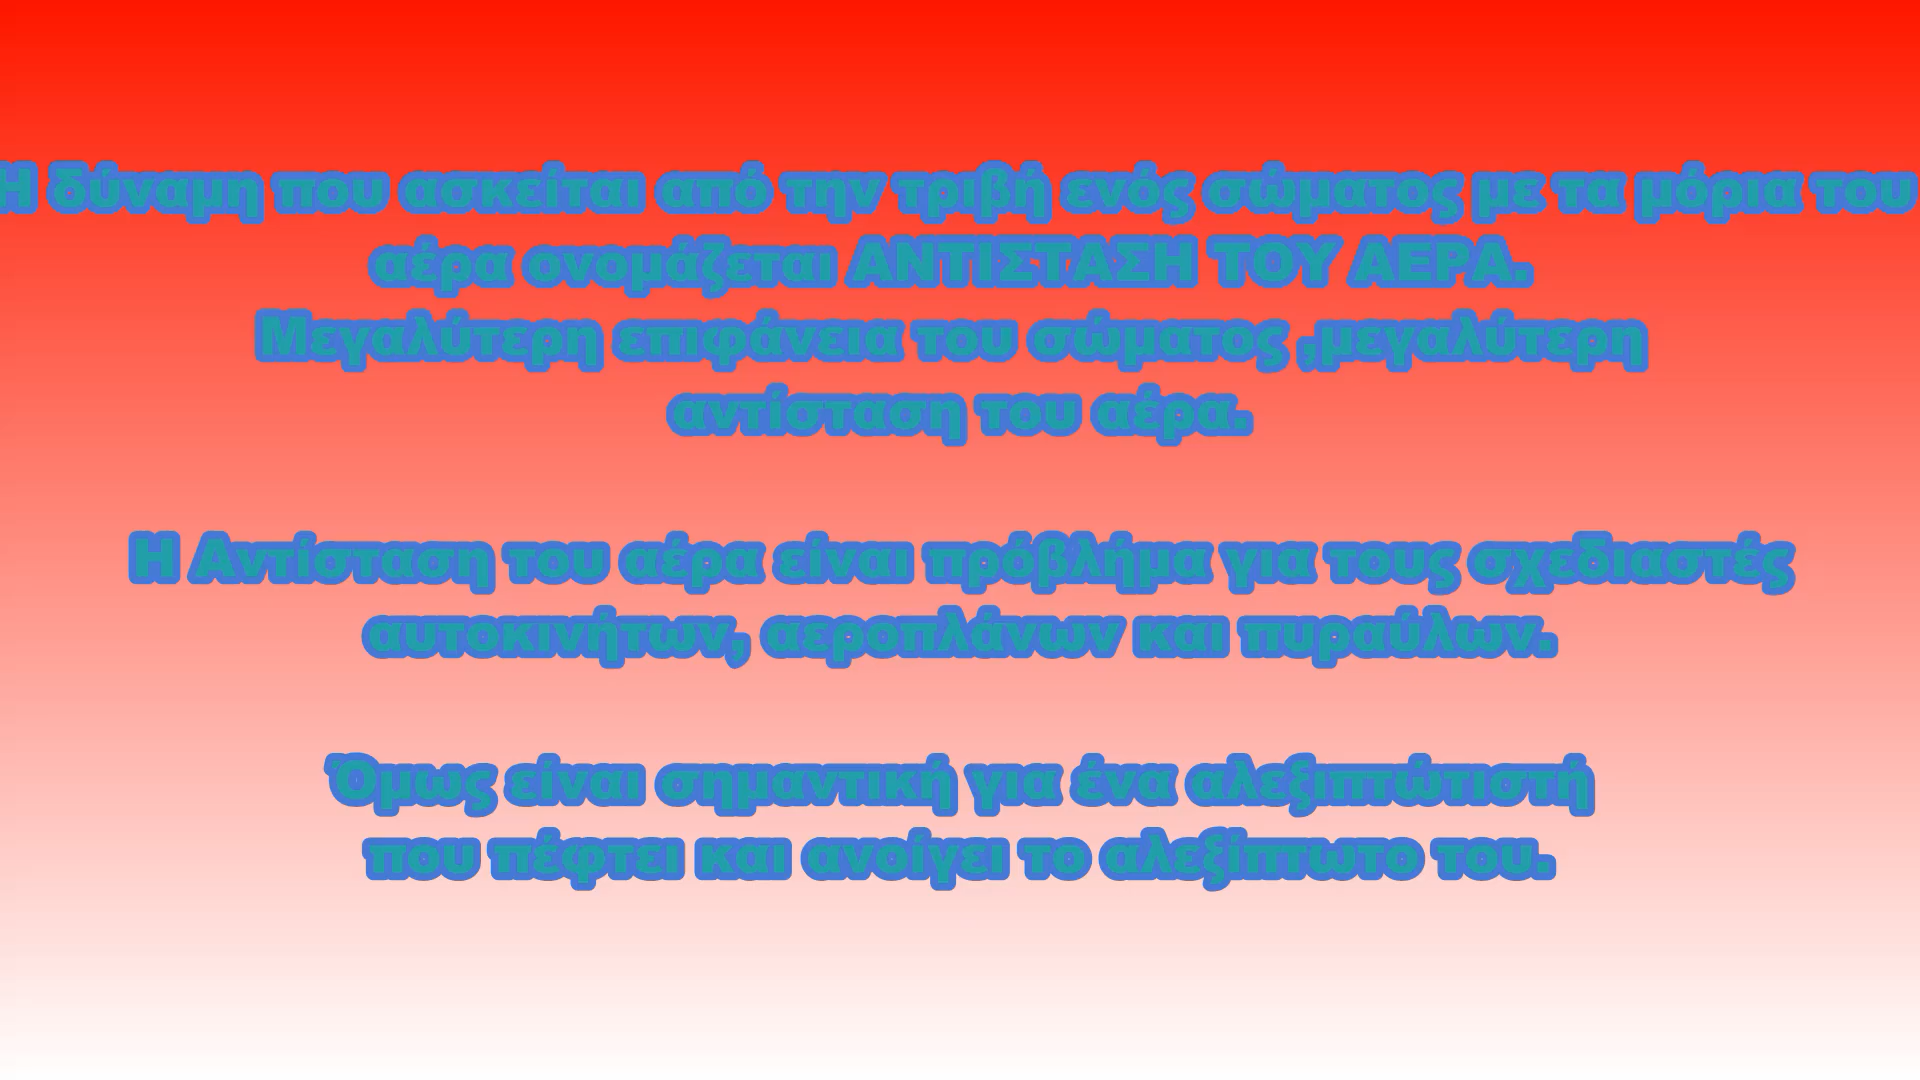 Η δύναμη που ασκείται από την τριβή ενός σώματος με τα μόρια του
αέρα ονομάζεται ΑΝΤΙΣΤΑΣΗ ΤΟΥ ΑΕΡΑ.
Μεγαλύτερη επιφάνεια του σώματος ,μεγαλύτερη
αντίσταση του αέρα.
Η Αντίσταση του αέρα είναι πρόβλήμα για τους σχεδιαστές
αυτοκινήτων, αεροπλάνων και πυραύλων.
Όμως είναι σημαντική για ένα αλεξιπτώτιστή
που πέφτει και ανοίγει το αλεξίπτωτο του.